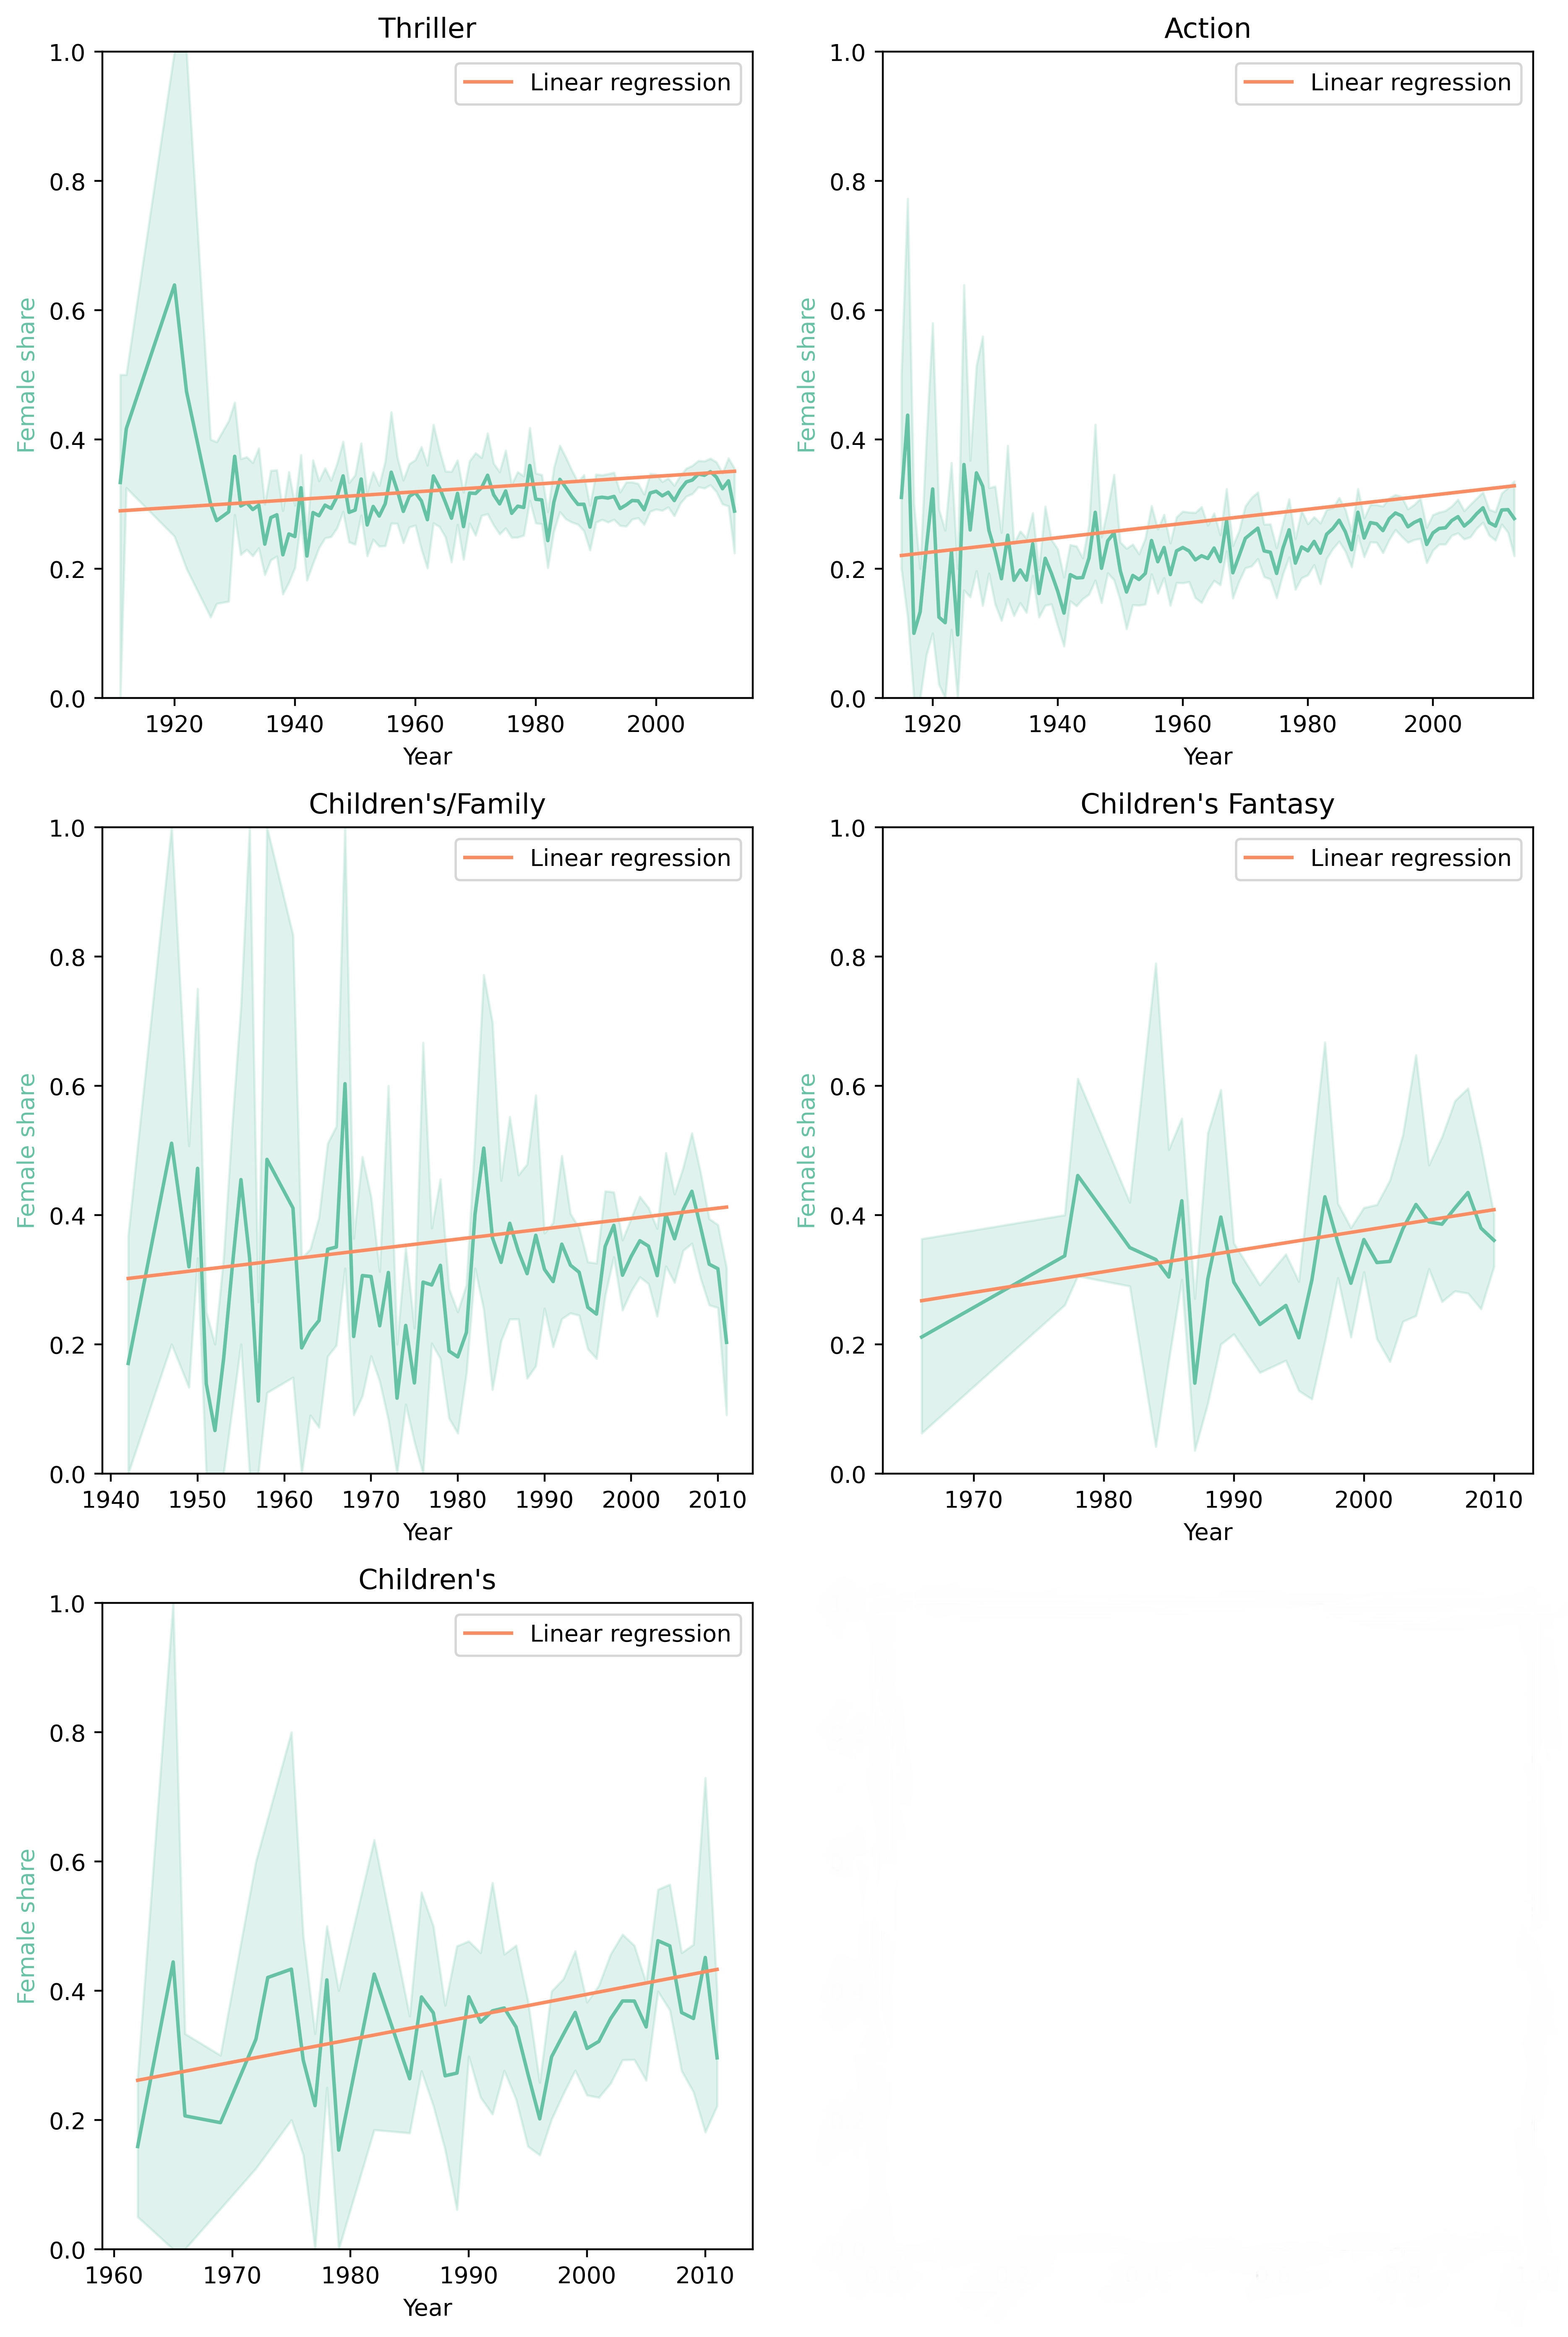 Thriller
Linear regression
1.0
0.8
0.6
0.4
0.2
0.0
Female share
1920 1940 1960 1980 2000
Year
Action
Linear regression
1.0
0.8
0.6
0.4
0.2
0.0
Female share
1920 1940 1960 1980 2000
Year
Children's/Family
Linear regression
1.0
0.8
0.6
0.4
0.2
0.0
Female share
1940 1950 1960 1970 1980 1990 2000 2010
Year
Children's Fantasy
Linear regression
1.0
0.8
0.6
0.4
0.2
0.0
Female share
1970 1980 1990 2000 2010
Year
Children's
Linear regression
1.0
0.8
0.6
0.4
0.2
0.0
Female share
1960 1970 1980 1990 2000 2010
Year